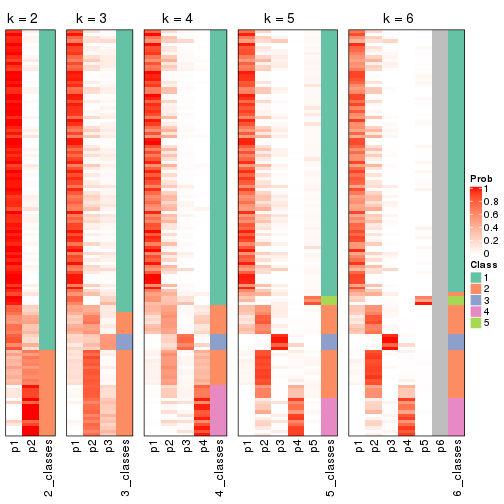 k = 2
k = 3
k = 4
k = 5
k = 6
p1
p2
2_classes
p1
p2
p3
3_classes
p1
p2
p3
p4
4_classes
p1
p2
p3
p4
p5
5_classes
p1
p2
p3
p4
p5
p6
6_classes
Prob
1
0.8
0.6
0.4
0.2
0
Class
1
2
3
4
5